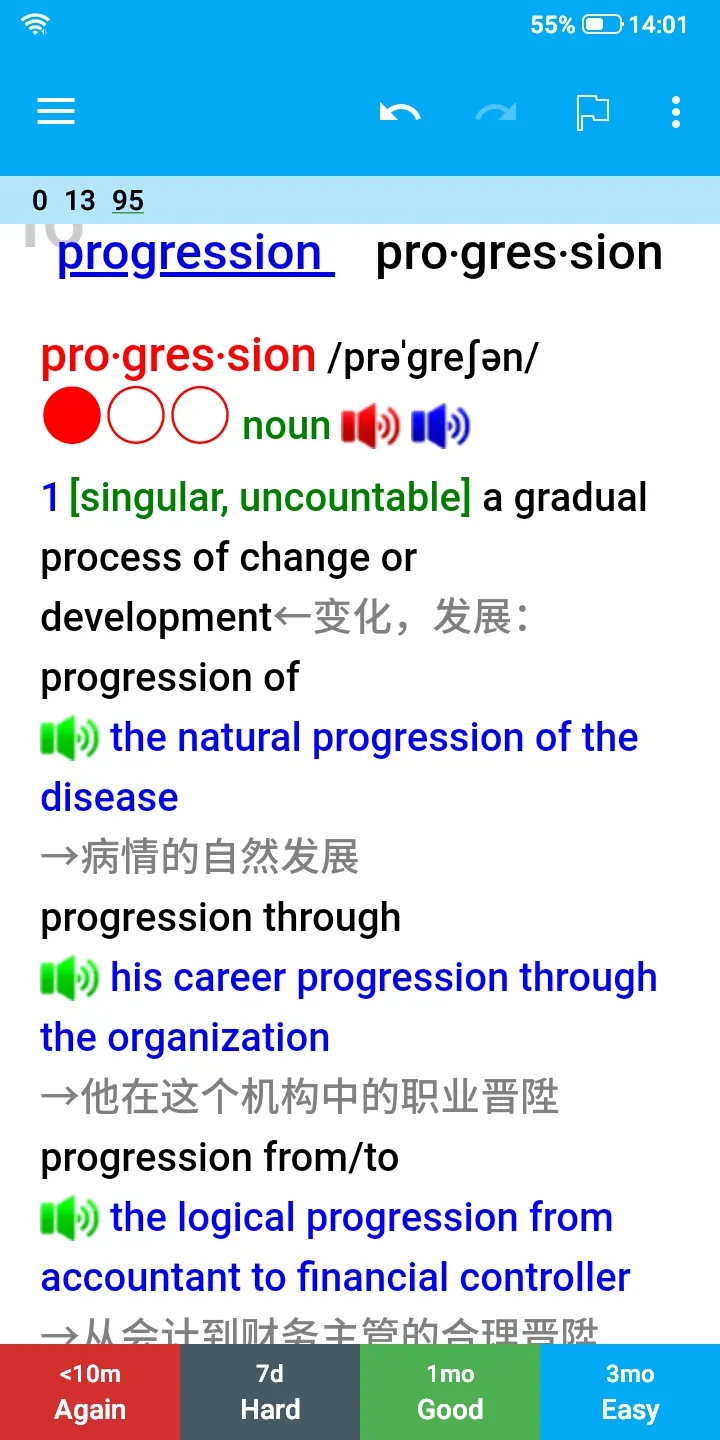 55% 14:01
0 13 95
progression pro·gres·sion
pro·gres·sion /prəˈɡreʃən/
noun
1 [singular, uncountable] a gradual
process of change or
development←变化，发展：
progression of
the natural progression of the
disease
→病情的自然发展
progression through
his career progression through
the organization
→他在这个机构中的职业晋陞
progression from/to
the logical progression from
accountant to financial controller
→从会计到财务主管的合理晋陞
<10m 7d 1mo 3mo
Again Hard Good Easy